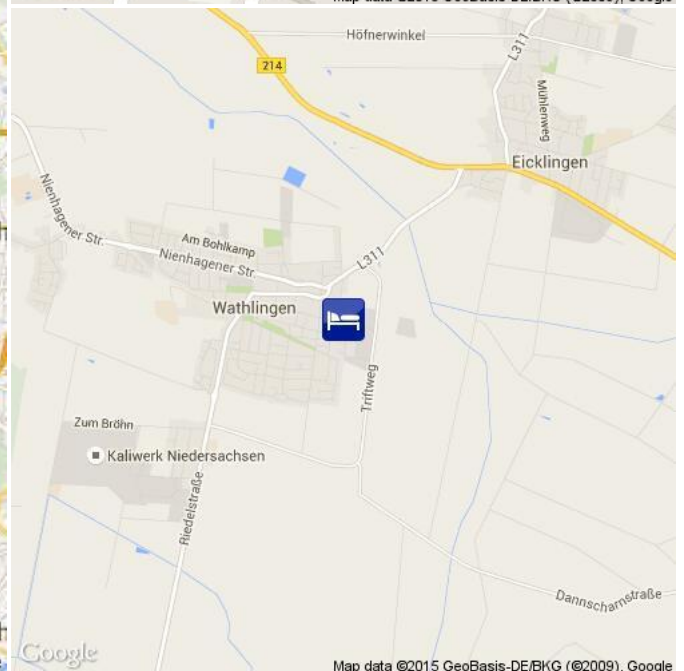 Höfnerwinkel
L311
214
Mühlenweg
Eicklingen
Nienhagener Str.
Am Bohlkamp
Nienhagener Str.
L311
Wathlingen
Triftweg
Zum Bröhn
Kaliwerk Niedersachsen
Riedelstraße
Dannscharnstraße
Google
Map data ©2015 GeoBasis-DE/BKG (©2009), Google